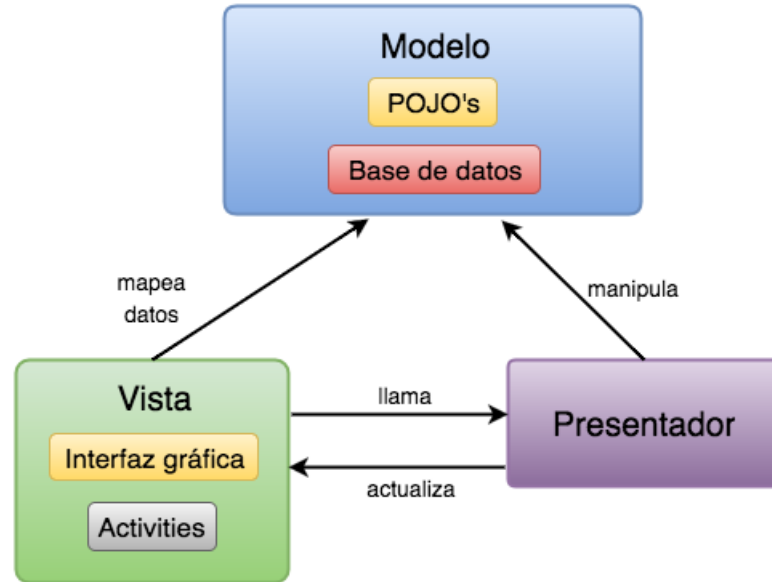 Modelo
POJO's
Base de datos
mapea
datos
manipula
Vista
Interfaz gráfica
Activities
llama
actualiza
Presentador